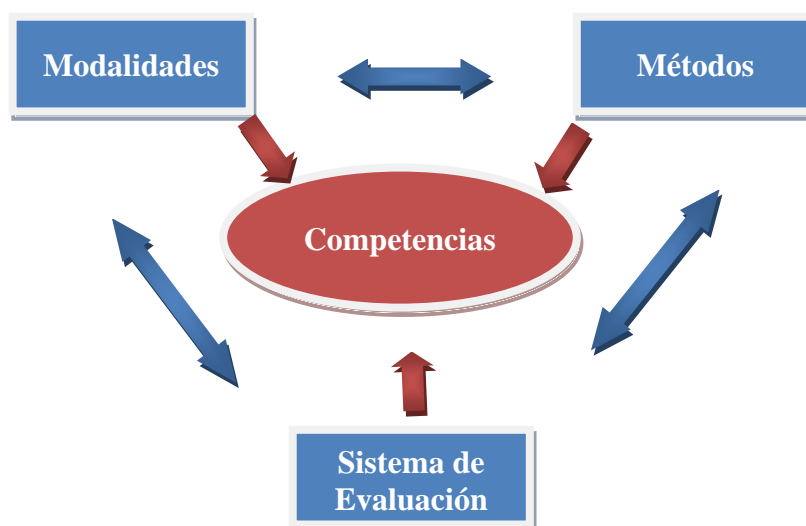 Modalidades
Métodos
Competencias
Sistema de
Evaluación